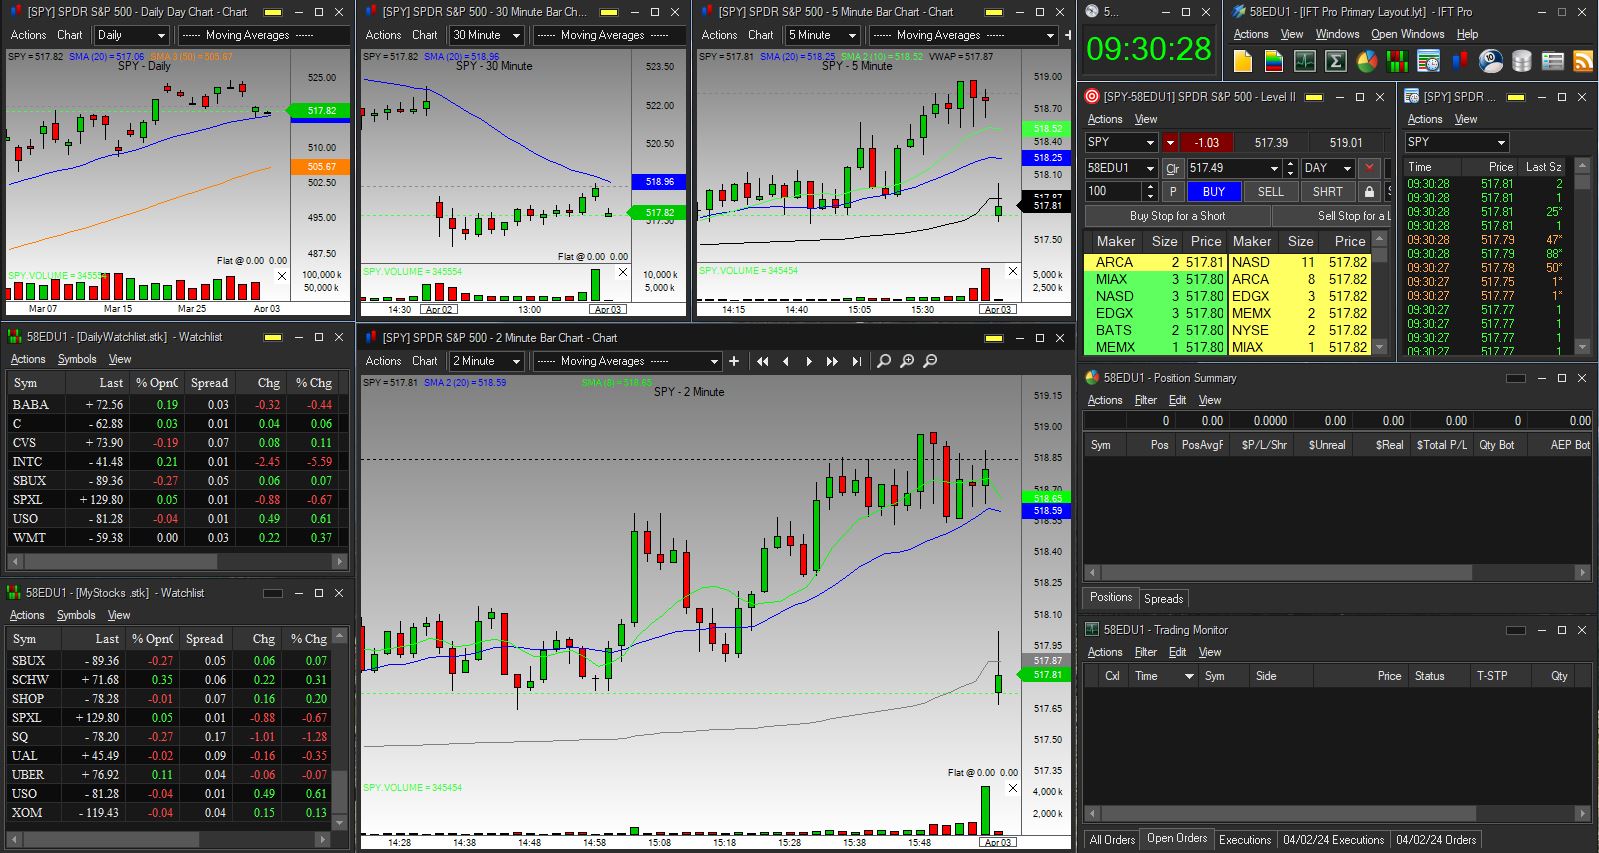 [SPY] SPDR S&P 500 - Daily Day Chart - Chart
Actions Chart Daily ----- Moving Averages -----
SPY = 517.82 SMA (20) = 517.06 SMA 3 (50) = 505.67
SPY - Daily
525.00
517.82
510.00
505.67
502.50
495.00
487.50
Flat @ 0.00 0.00
SPY.VOLUME = 345554
100,000 k
50,000 k
Mar 07 Mar 15 Mar 25 Apr 03
[SPY] SPDR S&P 500 - 30 Minute Bar Ch...
Actions Chart 30 Minute ----- Moving Averages -----
SPY = 517.82 SMA (20) = 518.96
SPY - 30 Minute
523.50
522.00
520.50
518.96
517.82
517.50
Flat @ 0.00 0.00
SPY.VOLUME = 345554
10,000 k
5,000 k
14:30 Apr 02 13:00 Apr 03
[SPY] SPDR S&P 500 - 5 Minute Bar Chart - Chart
Actions Chart 5 Minute ----- Moving Averages -----
SPY = 517.81 SMA (20) = 518.25 SMA 2 (10) = 518.52 VWAP = 517.87
SPY - 5 Minute
519.00
518.70
518.52
518.40
518.25
518.10
517.87
517.81
517.50
SPY.VOLUME = 345454
5,000 k
2,500 k
14:15 14:40 15:05 15:30 Apr 03
5...
09:30:28
58EDU1 - [IFT Pro Primary Layout.lyt] - IFT Pro
Actions View Windows Open Windows Help
[SPY-58EDU1] SPDR S&P 500 - Level II
Actions View
SPY -1.03 517.39 519.01
58EDU1 Clr 517.49 DAY
100 P BUY SELL SHRT
Buy Stop for a Short Sell Stop for a L
Maker Size Price Maker Size Price
ARCA 2 517.81 NASD 11 517.82
MIAX 3 517.80 ARCA 8 517.82
NASD 3 517.80 EDGX 3 517.82
EDGX 3 517.80 MEMX 2 517.82
BATS 2 517.80 NYSE 2 517.82
MEMX 1 517.80 MIAX 1 517.82
[SPY] SPDR ...
Actions View
SPY
Time Price Last Sz
09:30:28 517.81 2
09:30:28 517.81 1
09:30:28 517.81 25*
09:30:28 517.81 1
09:30:28 517.79 47*
09:30:28 517.79 88*
09:30:27 517.78 50*
09:30:27 517.75 1*
09:30:27 517.77 1*
09:30:27 517.77 1
09:30:27 517.77 1
09:30:27 517.77 1
09:30:27 517.77 1
58EDU1 - [DailyWatchlist.stk] - Watchlist
Actions Symbols View
Sym Last % OpnC Spread Chg % Chg
BABA + 72.56 0.19 0.03 -0.32 -0.44
C - 62.88 0.03 0.01 0.04 0.06
CVS + 73.90 -0.19 0.07 0.08 0.11
INTC - 41.48 0.21 0.01 -2.45 -5.59
SBUX - 89.36 -0.27 0.05 0.06 0.07
SPXL + 129.80 0.05 0.01 -0.88 -0.67
USO - 81.28 -0.04 0.01 0.49 0.61
WMT - 59.38 0.00 0.03 0.22 0.37
58EDU1 - [MyStocks .stk] - Watchlist
Actions Symbols View
Sym Last % OpnC Spread Chg % Chg
SBUX - 89.36 -0.27 0.05 0.06 0.07
SCHW + 71.68 0.35 0.06 0.22 0.31
SHOP - 78.28 -0.01 0.07 0.16 0.20
SPXL + 129.80 0.05 0.01 -0.88 -0.67
SQ - 78.20 -0.27 0.17 -1.01 -1.28
UAL + 45.49 -0.02 0.09 -0.16 -0.35
UBER + 76.92 0.11 0.04 -0.06 -0.07
USO - 81.28 -0.04 0.01 0.49 0.61
XOM - 119.43 -0.04 0.04 0.15 0.13
[SPY] SPDR S&P 500 - 2 Minute Bar Chart - Chart
Actions Chart 2 Minute ----- Moving Averages -----
SPY = 517.81 SMA 2 (20) = 518.59 SMA (8) = 518.65
SPY - 2 Minute
519.15
519.00
518.85
518.70
518.65
518.59
518.55
518.40
518.25
518.10
517.95
517.87
517.81
517.65
517.50
517.35
Flat @ 0.00 0.00
SPY.VOLUME = 345454
4,000 k
2,000 k
14:28 14:38 14:48 14:58 15:08 15:18 15:28 15:38 15:48 Apr 03
58EDU1 - Position Summary
Actions Filter Edit View
0 0.00 0.0000 0.00 0.00 0.00 0 0.00
Sym Pos PosAvgF $P/L/Shr $Unreal $Real $Total P/L Qty Bot AEP Bot
Positions Spreads
58EDU1 - Trading Monitor
Actions Filter Edit View
Cxl Time Sym Side Price Status T-STP Qty
All Orders Open Orders Executions 04/02/24 Executions 04/02/24 Orders